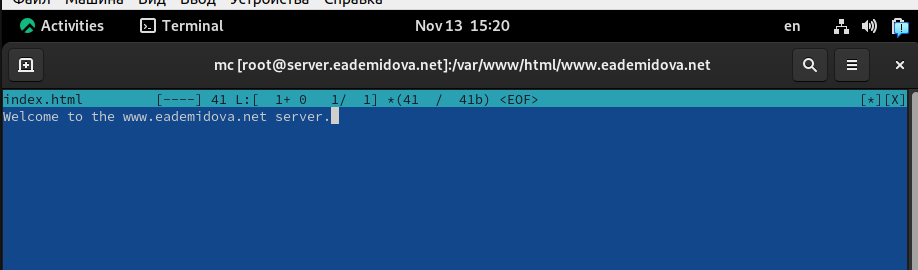 Файл Машина Вид Ввод Устройства Справка
Activities Terminal Nov 13 15:20 en
mc [root@server.eademidova.net]:/var/www/html/www.eademidova.net
index.html [----] 41 L:[ 1+ 0 1/ 1] *(41 / 41b) <EOF> [*][X]
Welcome to the www.eademidova.net server.